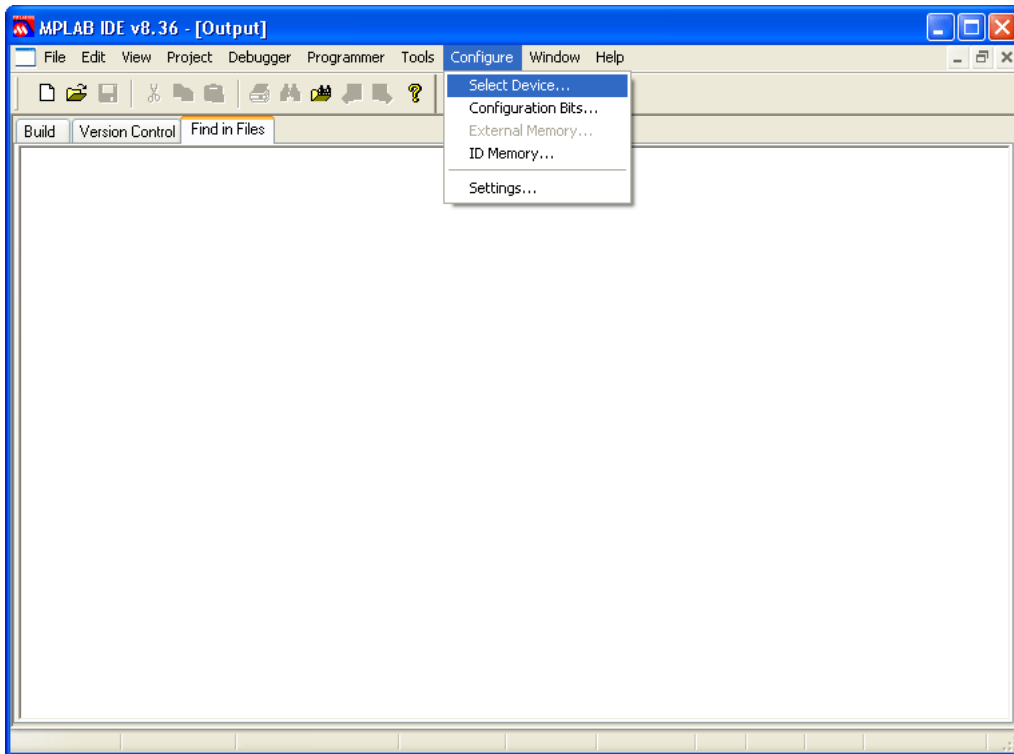 MPLAB IDE v8.36 - [Output]
File Edit View Project Debugger Programmer Tools Configure Window Help
Build Version Control Find in Files
Select Device...
Configuration Bits...
External Memory...
ID Memory...
Settings...